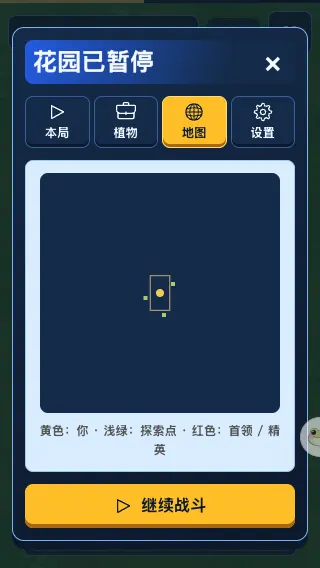 花园已暂停
本局
植物
地图
设置
黄色：你 · 浅绿：探索点 · 红色：首领 / 精
英
继续战斗